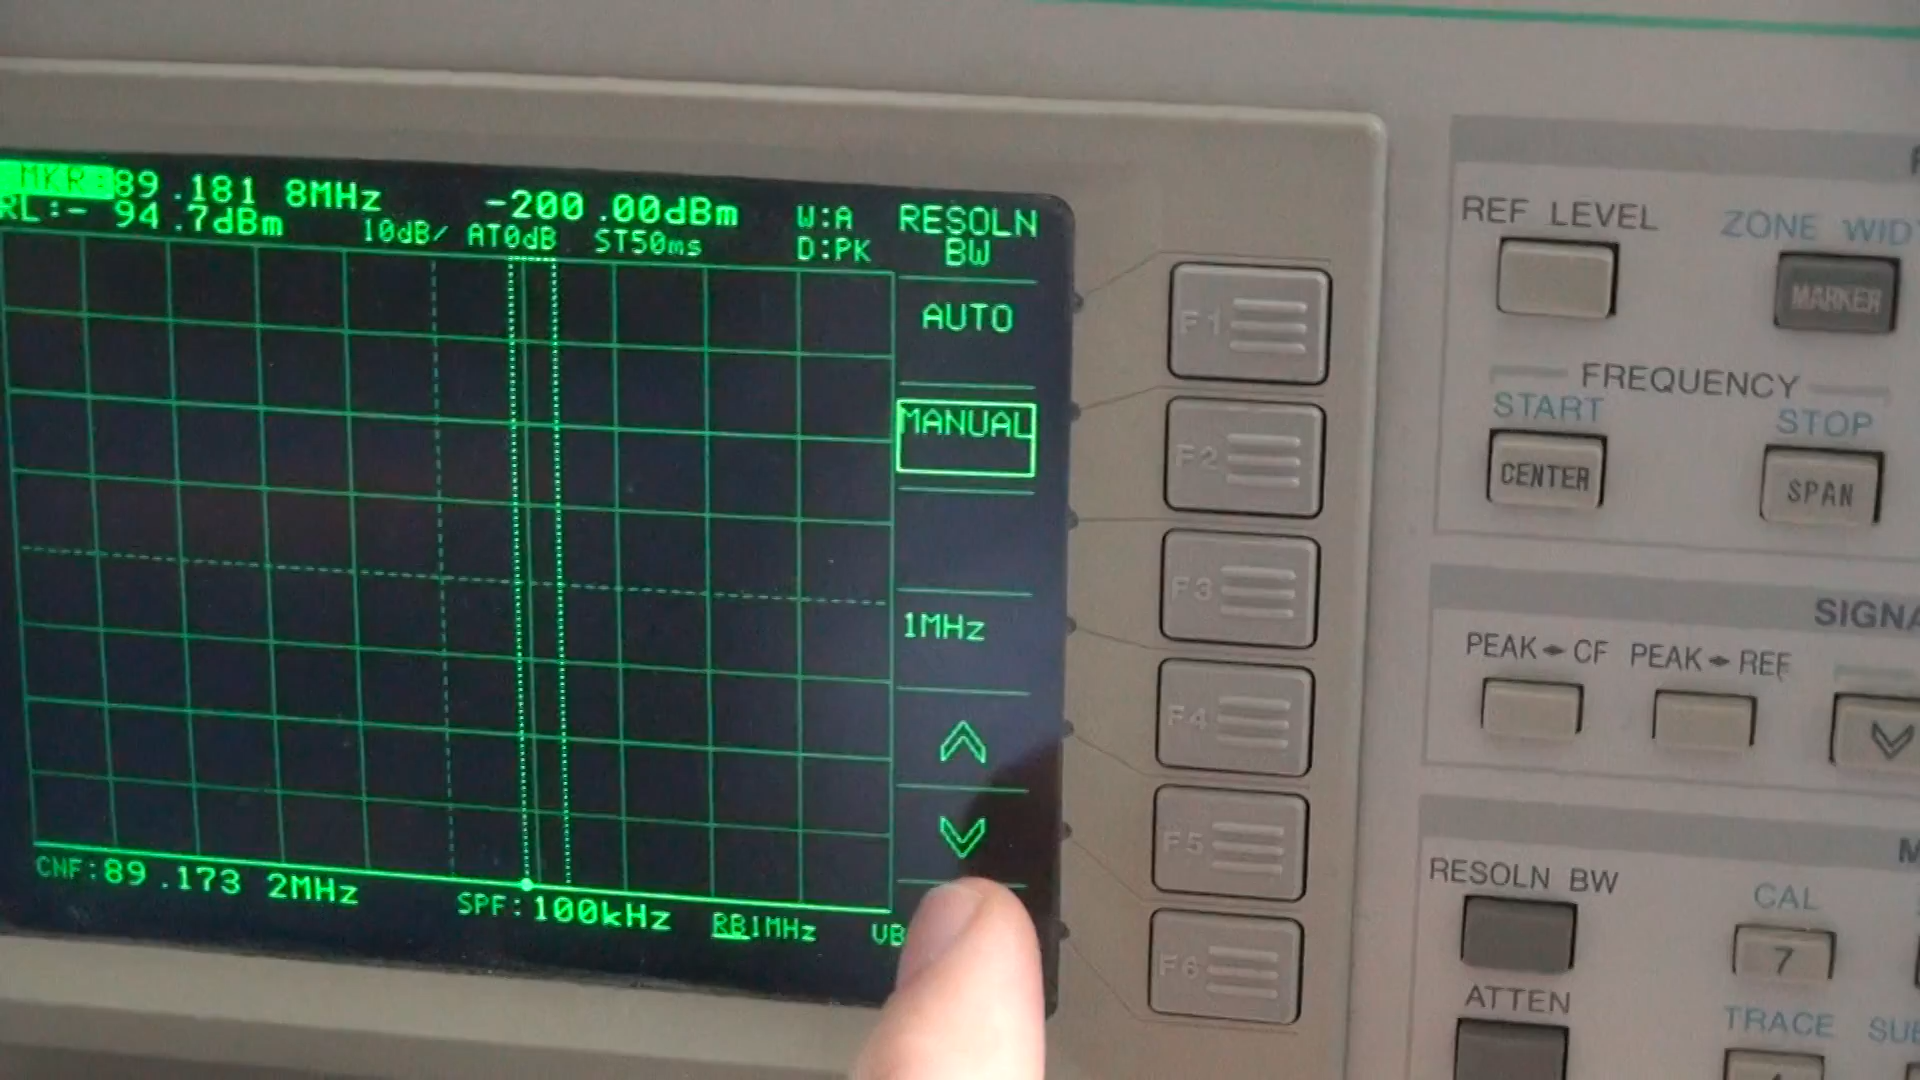 MKR:89.181 8MHz -200.00dBm W:A
RL:- 94.7dBm 10dB/ AT0dB ST50ms D:PK
RESOLN
BW
AUTO
MANUAL
1MHz
CNF:89.173 2MHz SPF:100kHz RB1MHz VB
F1
F2
F3
F4
F5
F6
REF LEVEL
ZONE
MARKER
FREQUENCY
START
STOP
CENTER
SPAN
PEAK CF
PEAK REF
RESOLN BW
CAL
7
ATTEN
TRACE